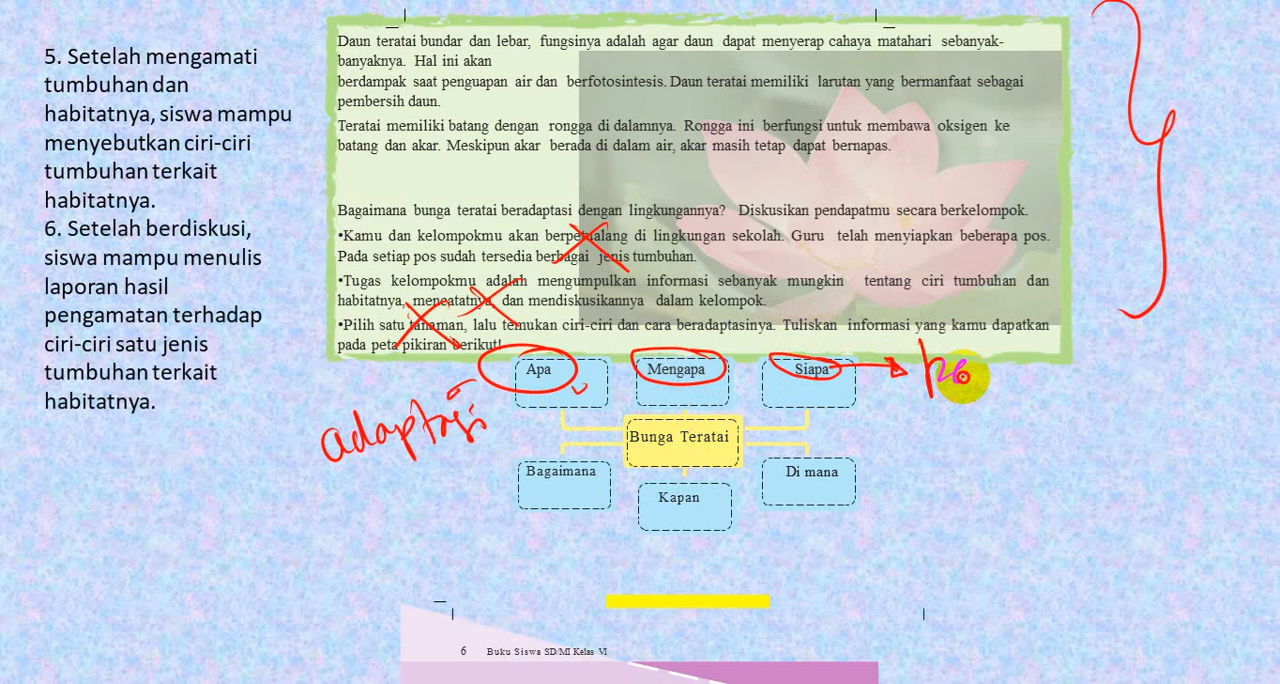 5. Setelah mengamati
tumbuhan dan
habitatnya, siswa mampu
menyebutkan ciri-ciri
tumbuhan terkait
habitatnya.
6. Setelah berdiskusi,
siswa mampu menulis
laporan hasil
pengamatan terhadap
ciri-ciri satu jenis
tumbuhan terkait
habitatnya.
Daun teratai bundar dan lebar, fungsinya adalah agar daun dapat menyerap cahaya matahari sebanyak-
banyaknya. Hal ini akan
berdampak saat penguapan air dan berfotosintesis. Daun teratai memiliki larutan yang bermanfaat sebagai
pembersih daun.
Teratai memiliki batang dengan rongga di dalamnya. Rongga ini berfungsi untuk membawa oksigen ke
batang dan akar. Meskipun akar berada di dalam air, akar masih tetap dapat bernapas.
Bagaimana bunga teratai beradaptasi dengan lingkungannya? Diskusikan pendapatmu secara berkelompok.
•Kamu dan kelompokmu akan berpetualang di lingkungan sekolah. Guru telah menyiapkan beberapa pos.
Pada setiap pos sudah tersedia berbagai jenis tumbuhan.
•Tugas kelompokmu adalah mengumpulkan informasi sebanyak mungkin tentang ciri tumbuhan dan
habitatnya, mencatatnya, dan mendiskusikannya dalam kelompok.
•Pilih satu tanaman, lalu temukan ciri-ciri dan cara beradaptasinya. Tuliskan informasi yang kamu dapatkan
pada peta pikiran berikut!
Apa
Mengapa
Siapa
adaptasi
Bunga Teratai
Bagaimana
Kapan
Di mana
6 Buku Siswa SD/MI Kelas VI